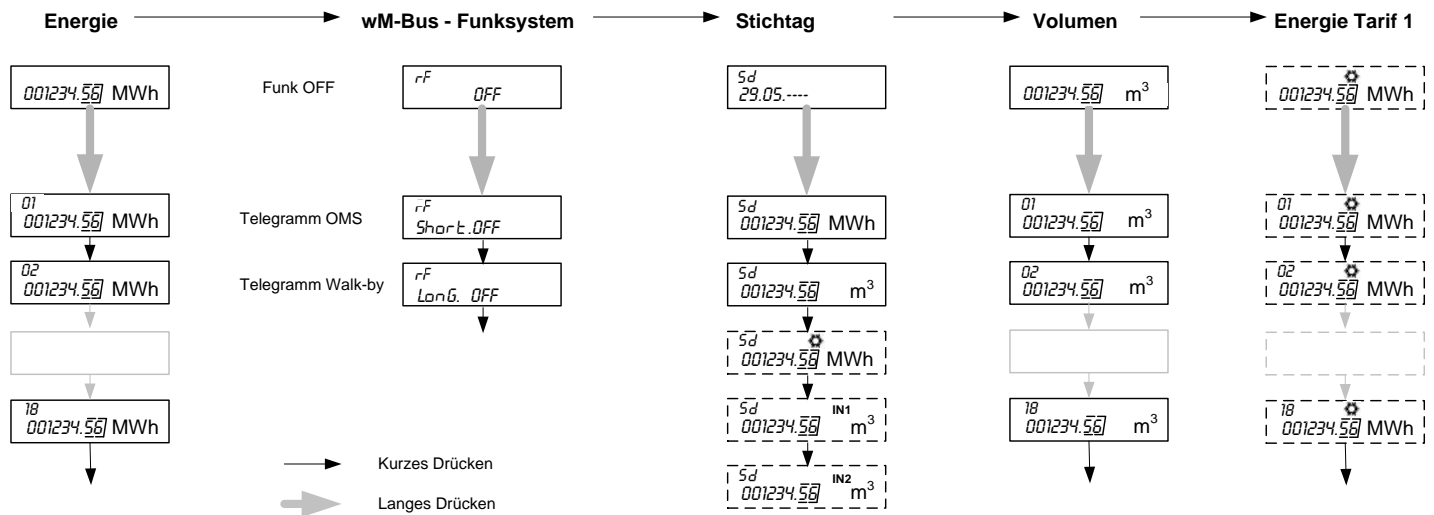 Energie wM-Bus - Funksystem Stichtag Volumen Energie Tarif 1
001234.56 MWh
Funk OFF
rF
OFF
Sd
29.05.----
001234.56 m³
001234.56 MWh
01
001234.56 MWh
Telegramm OMS
rF
Short.OFF
Sd
001234.56 MWh
01
001234.56 m³
01
001234.56 MWh
02
001234.56 MWh
Telegramm Walk-by
rF
LonG. OFF
Sd
001234.56 m³
02
001234.56 m³
02
001234.56 MWh
Sd
001234.56 MWh
18
001234.56 MWh
Sd IN1
001234.56 m³
18
001234.56 m³
18
001234.56 MWh
Kurzes Drücken
Sd IN2
001234.56 m³
Langes Drücken